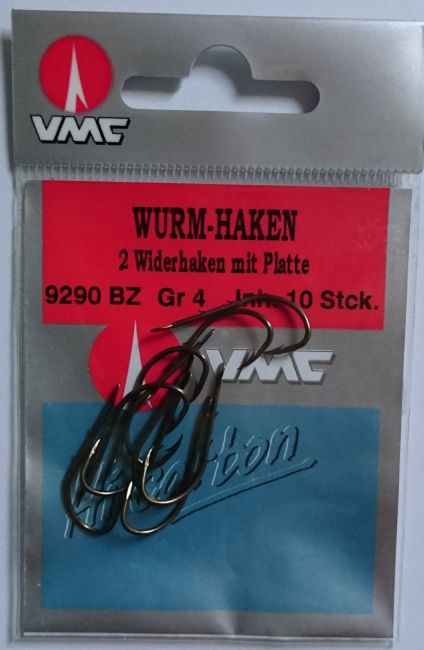 VMC
WURM-HAKEN
2 Widerhaken mit Platte
9290 BZ Gr 4 Inh. 10 Stck.
VMC